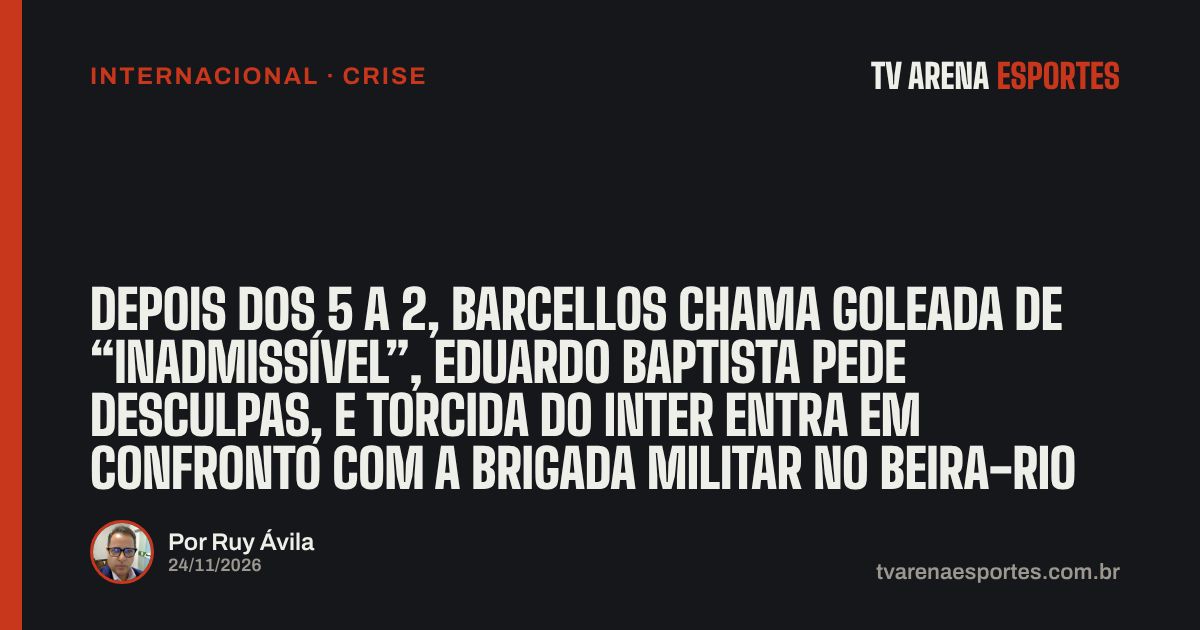 INTERNACIONAL · CRISE
TV ARENA ESPORTES
DEPOIS DOS 5 A 2, BARCELLOS CHAMA GOLEADA DE
“INADMISSÍVEL”, EDUARDO BAPTISTA PEDE
DESCULPAS, E TORCIDA DO INTER ENTRA EM
CONFRONTO COM A BRIGADA MILITAR NO BEIRA-RIO
Por Ruy Ávila
24/11/2026
tvarenaesportes.com.br